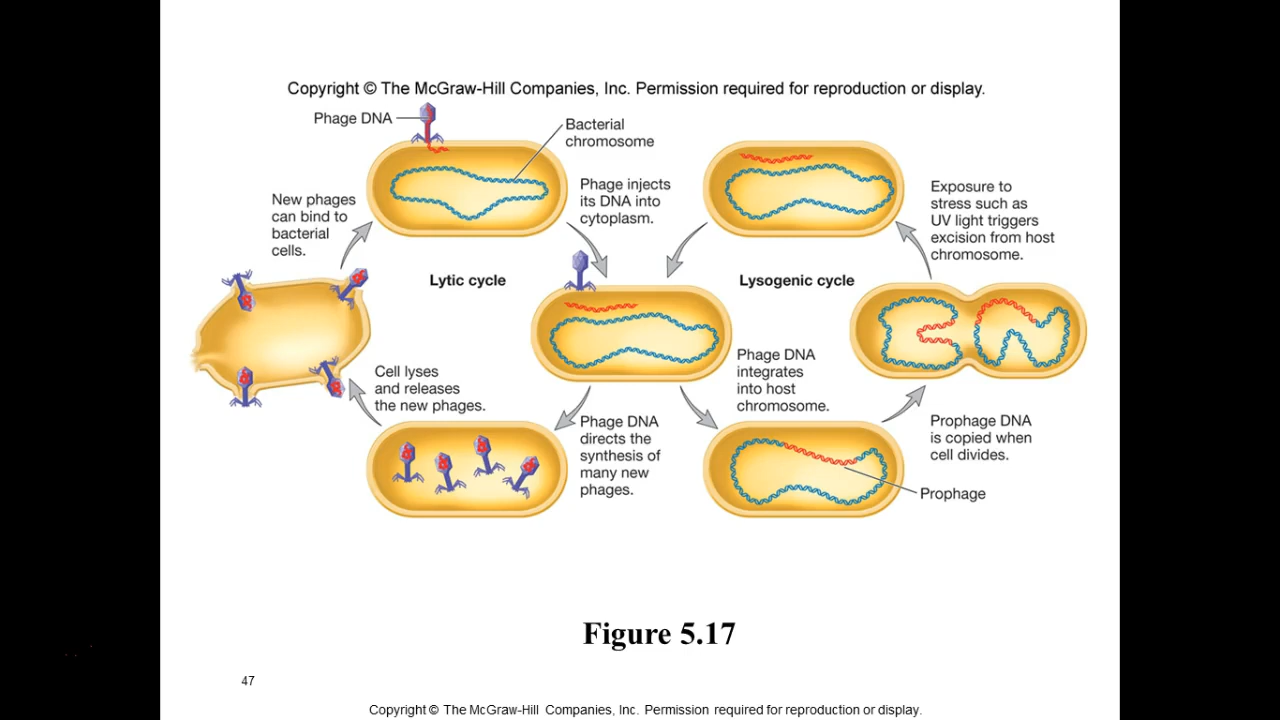 Copyright © The McGraw-Hill Companies, Inc. Permission required for reproduction or display.
Phage DNA
Bacterial
chromosome
Phage injects
its DNA into
cytoplasm.
New phages
can bind to
bacterial
cells.
Lytic cycle
Cell lyses
and releases
the new phages.
Phage DNA
directs the
synthesis of
many new
phages.
Lysogenic cycle
Exposure to
stress such as
UV light triggers
excision from host
chromosome.
Phage DNA
integrates
into host
chromosome.
Prophage DNA
is copied when
cell divides.
Prophage
Figure 5.17
47
Copyright © The McGraw-Hill Companies, Inc. Permission required for reproduction or display.